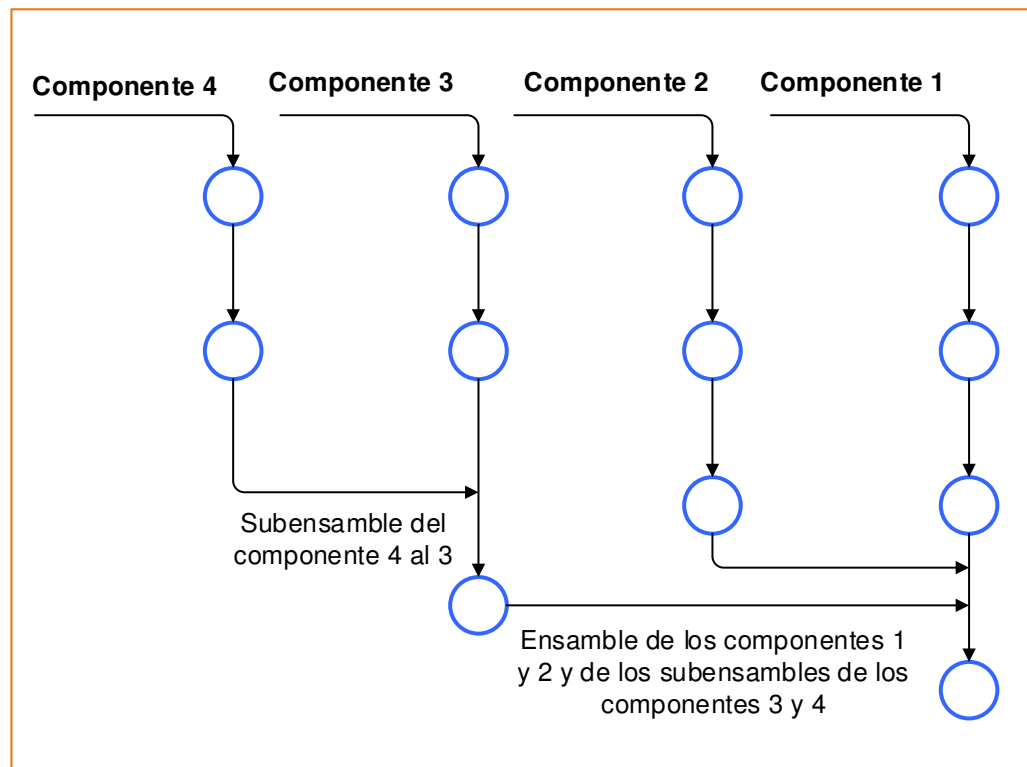 Componente 4
Componente 3
Componente 2
Componente 1
Subensamble del
componente 4 al 3
Ensamble de los componentes 1
y 2 y de los subensambles de los
componentes 3 y 4